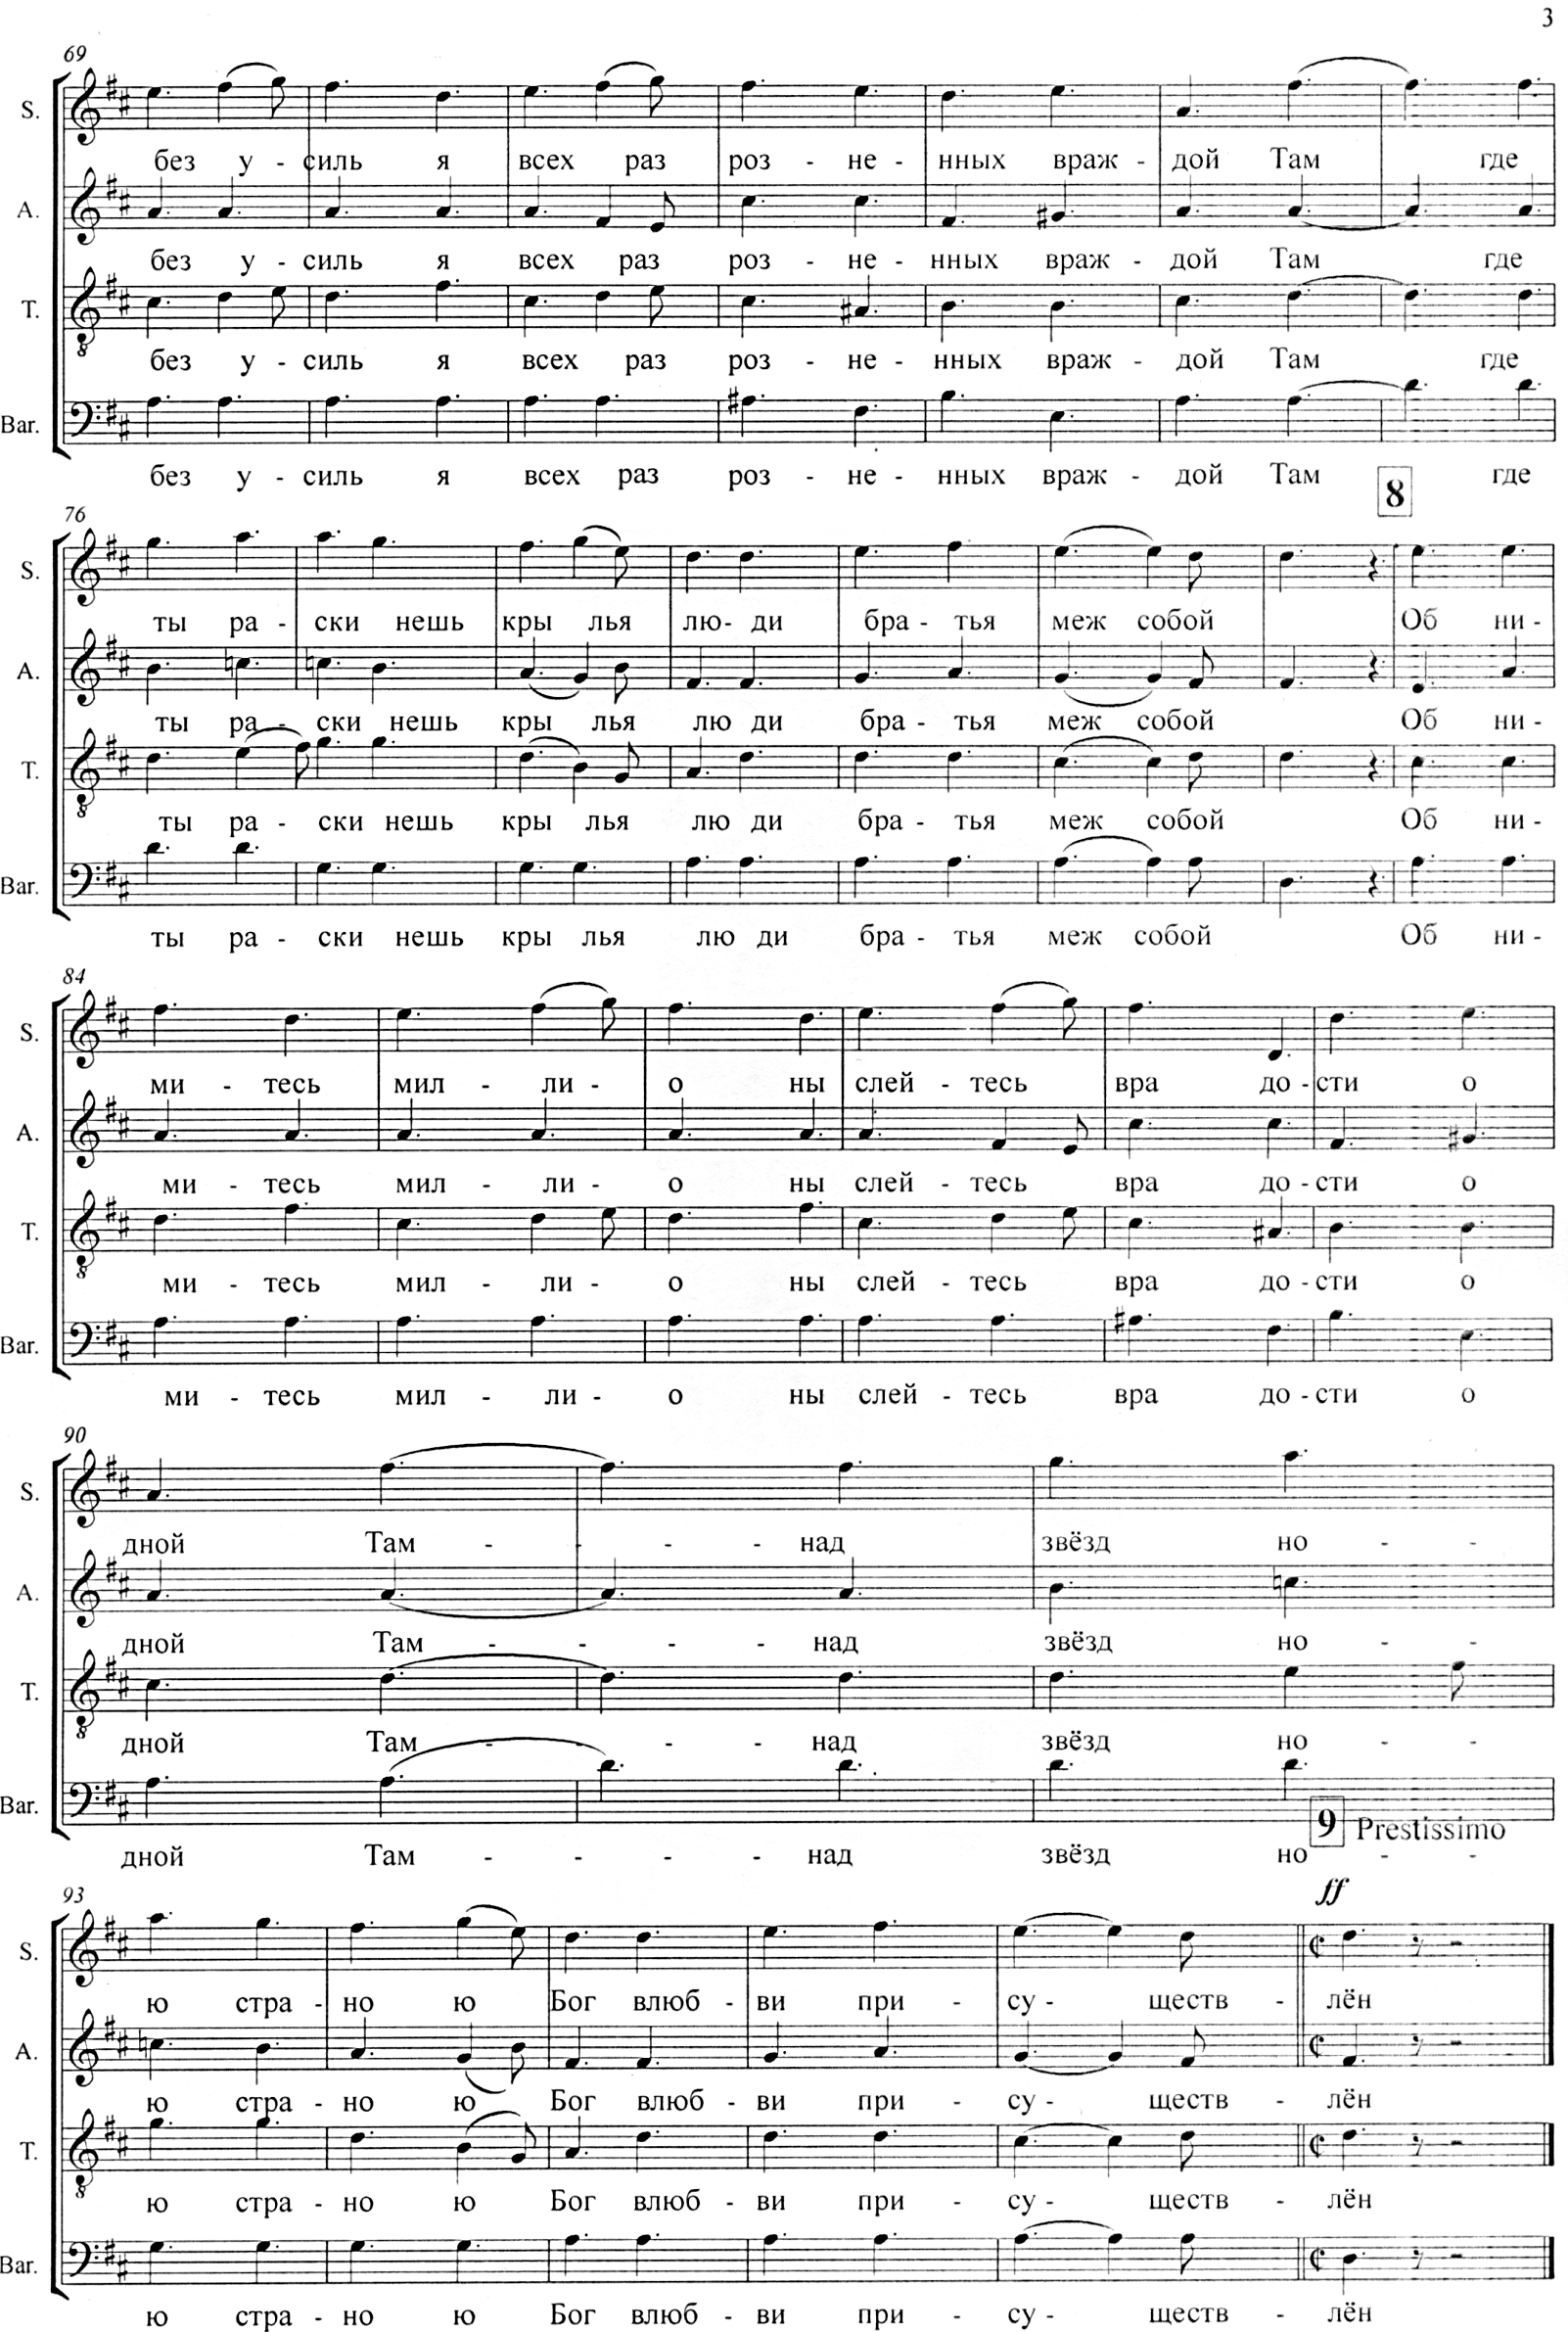 3
69
S.
без у - силь я всех раз роз - не - нных враж - дой Там где
A.
без у - силь я всех раз роз - не - нных враж - дой Там где
T.
8
без у - силь я всех раз роз - не - нных враж - дой Там где
Bar.
без у - силь я всех раз роз - не - нных враж - дой Там где
8
76
S.
ты ра - ски нешь кры лья лю- ди бра - тья меж собой Об ни -
A.
ты ра - ски нешь кры лья лю ди бра - тья меж собой Об ни -
T.
8
ты ра - ски нешь кры лья лю ди бра - тья меж собой Об ни -
Bar.
ты ра - ски нешь кры лья лю ди бра - тья меж собой Об ни -
84
S.
ми - тесь мил - ли - о ны слей - тесь вра до - сти о
A.
ми - тесь мил - ли - о ны слей - тесь вра до - сти о
T.
8
ми - тесь мил - ли - о ны слей - тесь вра до - сти о
Bar.
ми - тесь мил - ли - о ны слей - тесь вра до - сти о
90
S.
дной Там - - - - над звёзд но - -
A.
дной Там - - - - над звёзд но - -
T.
8
дной Там - - - - над звёзд но - -
Bar.
дной Там - - - - над звёзд но - -
9 Prestissimo
93
ff
S.
ю стра - но ю Бог влюб - ви при - су - ществ - лён
A.
ю стра - но ю Бог влюб - ви при - су - ществ - лён
T.
8
ю стра - но ю Бог влюб - ви при - су - ществ - лён
Bar.
ю стра - но ю Бог влюб - ви при - су - ществ - лён